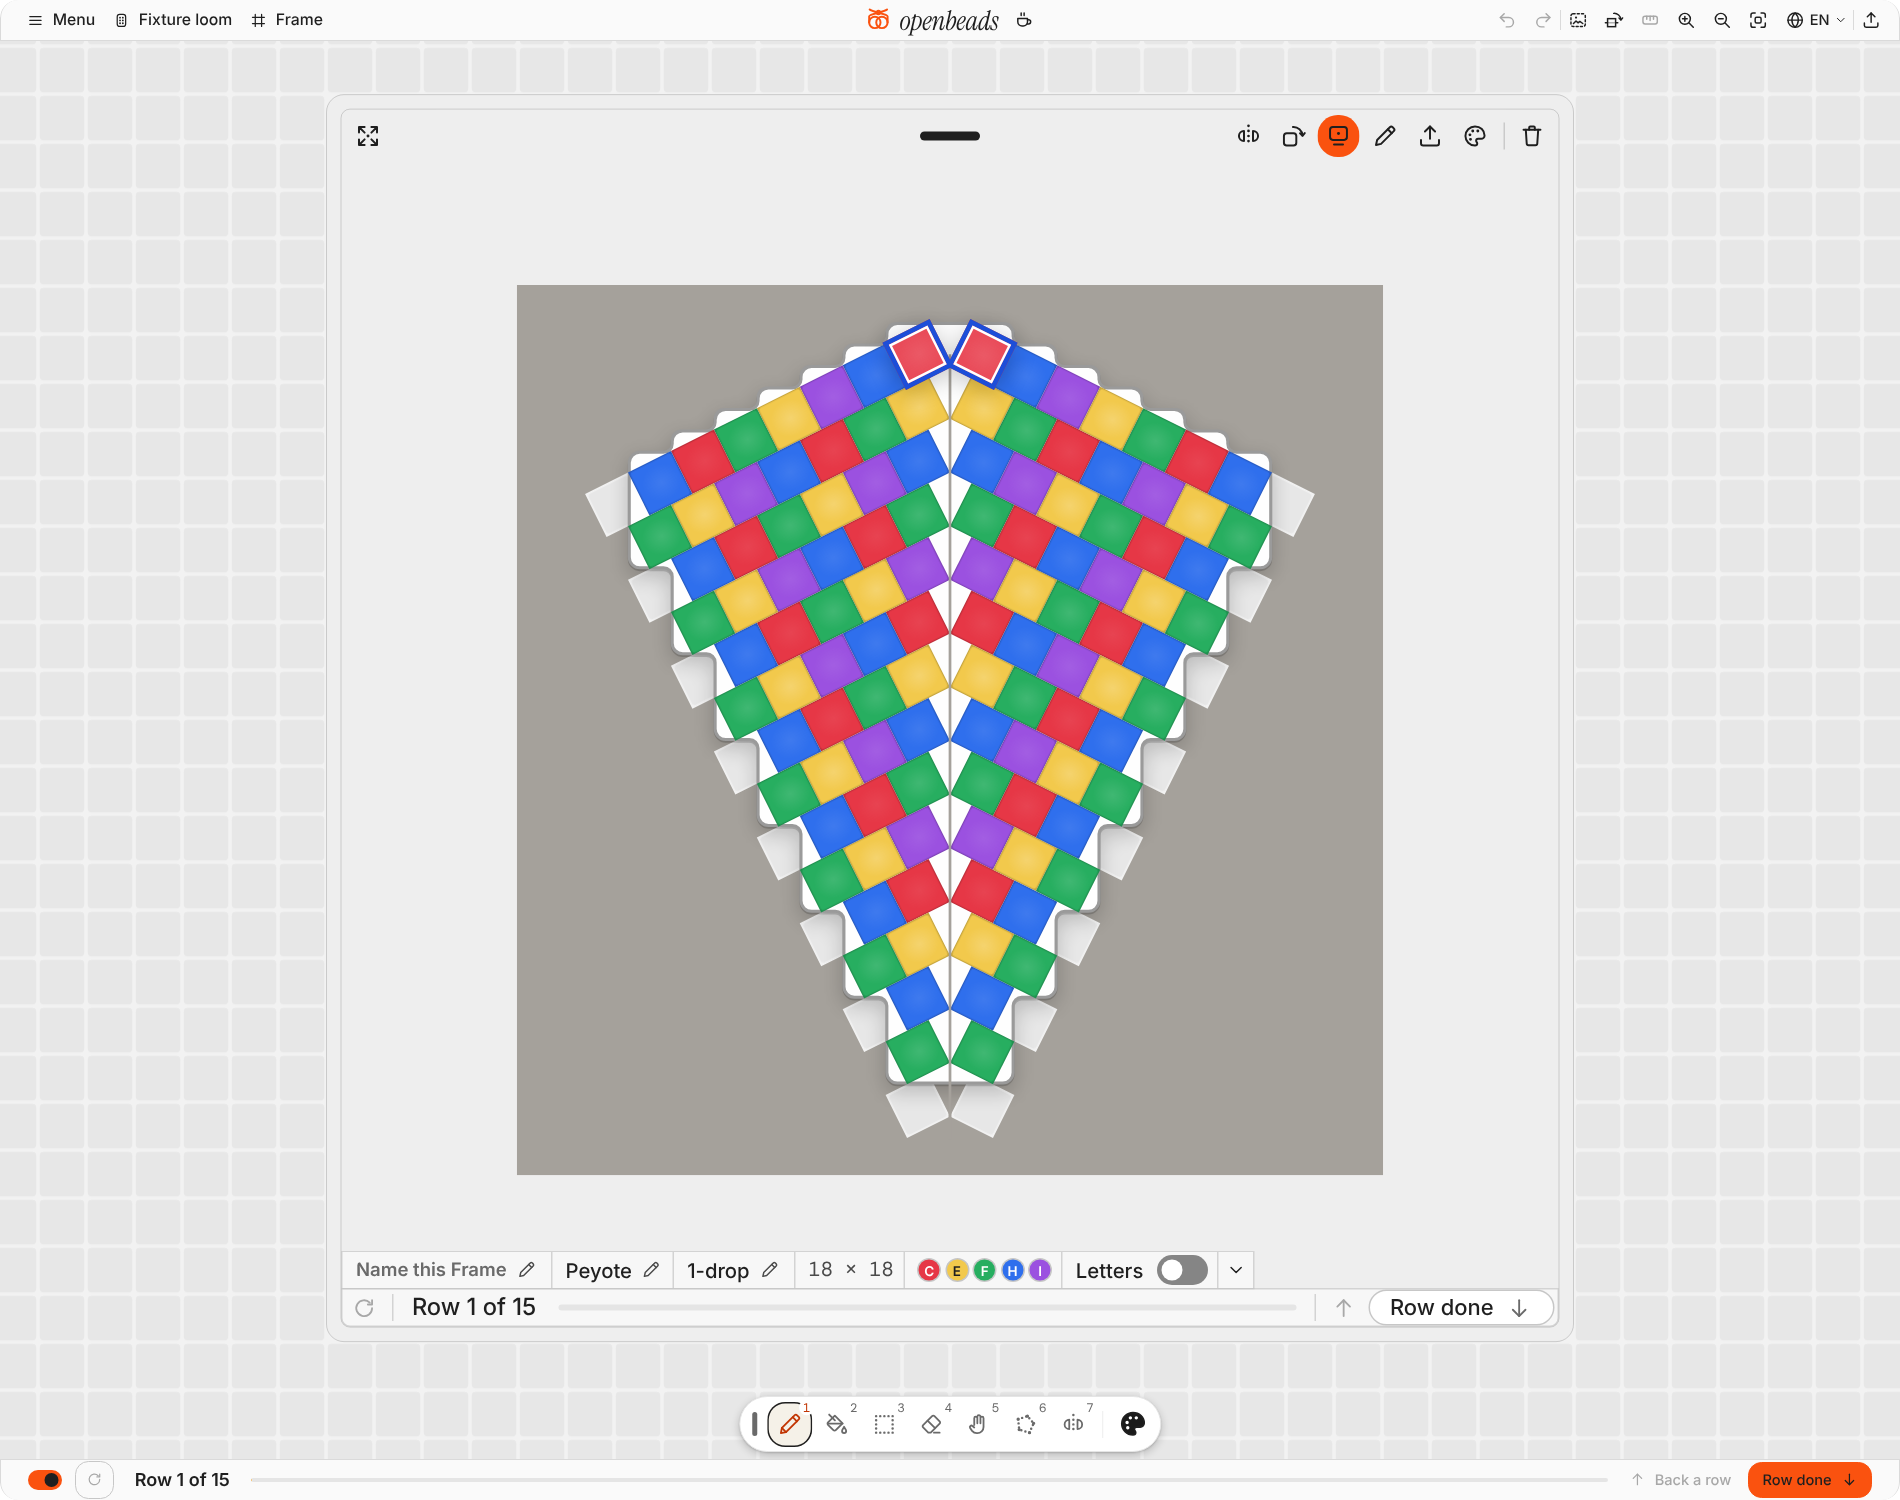 Menu
Fixture loom
Frame
openbeads
EN
Name this Frame
Peyote
1-drop
18 × 18
C E F H I
Letters
Row 1 of 15
Row done
1 2 3 4 5 6 7
Row 1 of 15
Back a row
Row done